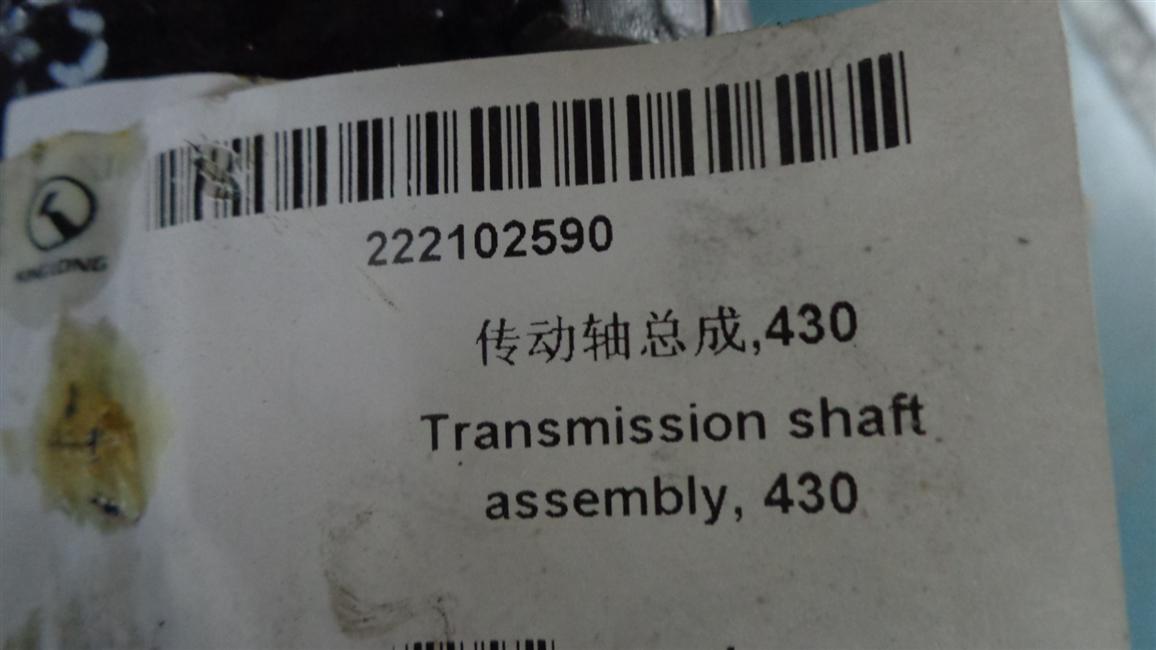 222102590
传动轴总成,430
Transmission shaft
assembly, 430